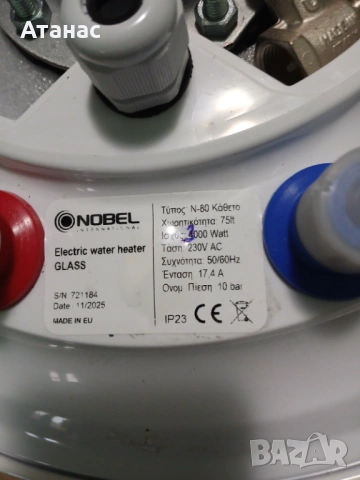 Атанас
NOBEL
INTERNATIONAL
Electric water heater
GLASS
S/N 721184
Date: 11/2025
MADE IN EU
Τύπος: N-80 Κάθετο
Χωρητικότητα: 75lt
3
4000 Watt
Τάση: 230V AC
Συχνότητα: 50/60Hz
Ένταση 17,4 A
Ονομ Πίεση 10 bar
IP23 CE
BAZAR
bg